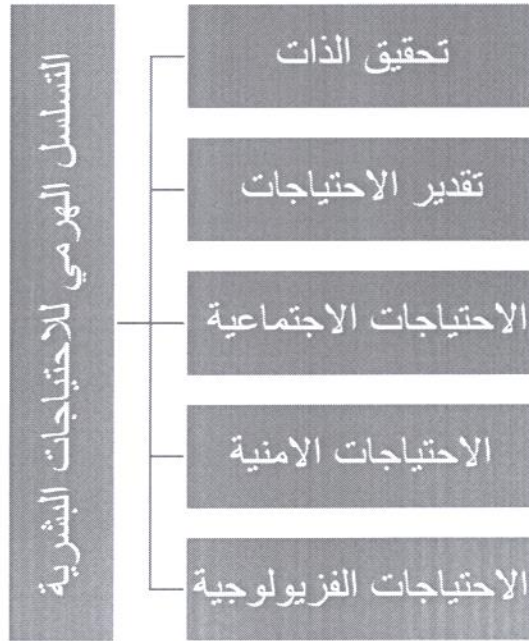 التسلسل الهرمي للاحتياجات البشرية
تحقيق الذات
تقدير الاحتياجات
الاحتياجات الاجتماعية
الاحتياجات الامنية
الاحتياجات الفزيولوجية